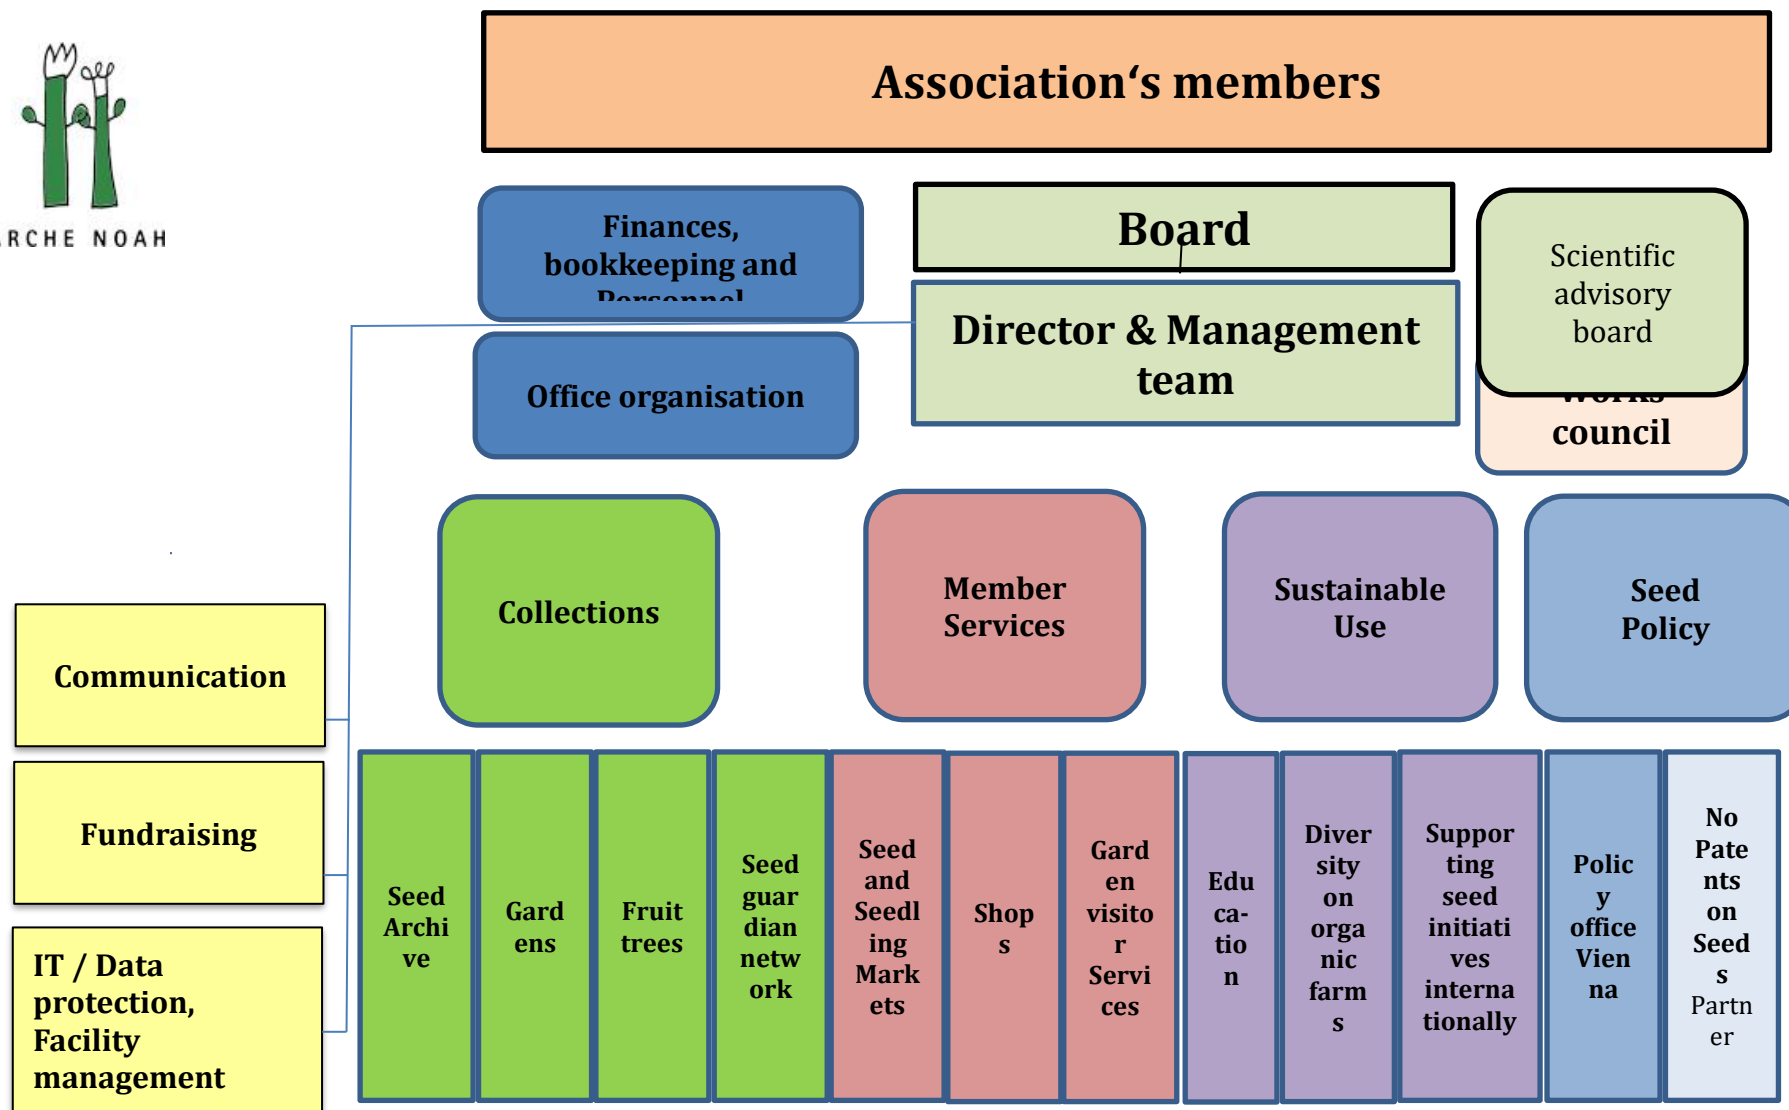 Association‘s members
ARCHE NOAH
Finances,
bookkeeping and
Personnel
Board
Scientific
advisory
board
Director & Management
team
Office organisation
Works
council
Collections
Member
Services
Sustainable
Use
Seed
Policy
Communication
Fundraising
IT / Data
protection,
Facility
management
Seed
Archi
ve
Gard
ens
Fruit
trees
Seed
guar
dian
netw
ork
Seed
and
Seedl
ing
Mark
ets
Shop
s
Gard
en
visito
r
Servi
ces
Edu
ca-
tion
n
Diver
sity
on
orga
nic
farm
s
Suppor
ting
seed
initiati
ves
interna
tionally
Polic
y
office
Vien
na
No
Pate
nts
on
Seed
s
Partn
er